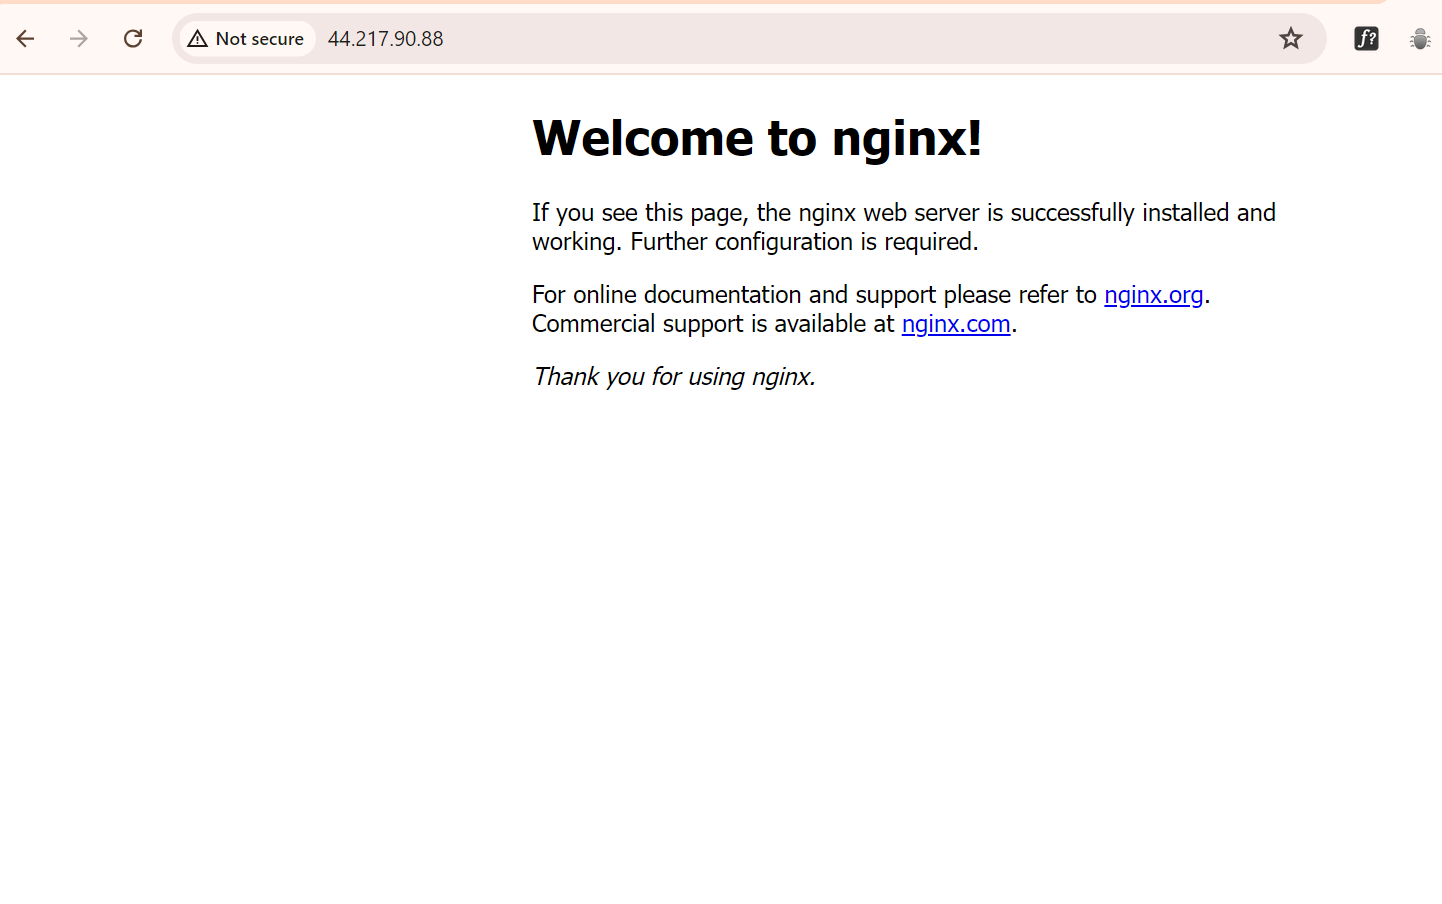 Not secure 44.217.90.88
f?
Welcome to nginx!
If you see this page, the nginx web server is successfully installed and
working. Further configuration is required.
For online documentation and support please refer to nginx.org.
Commercial support is available at nginx.com.
Thank you for using nginx.